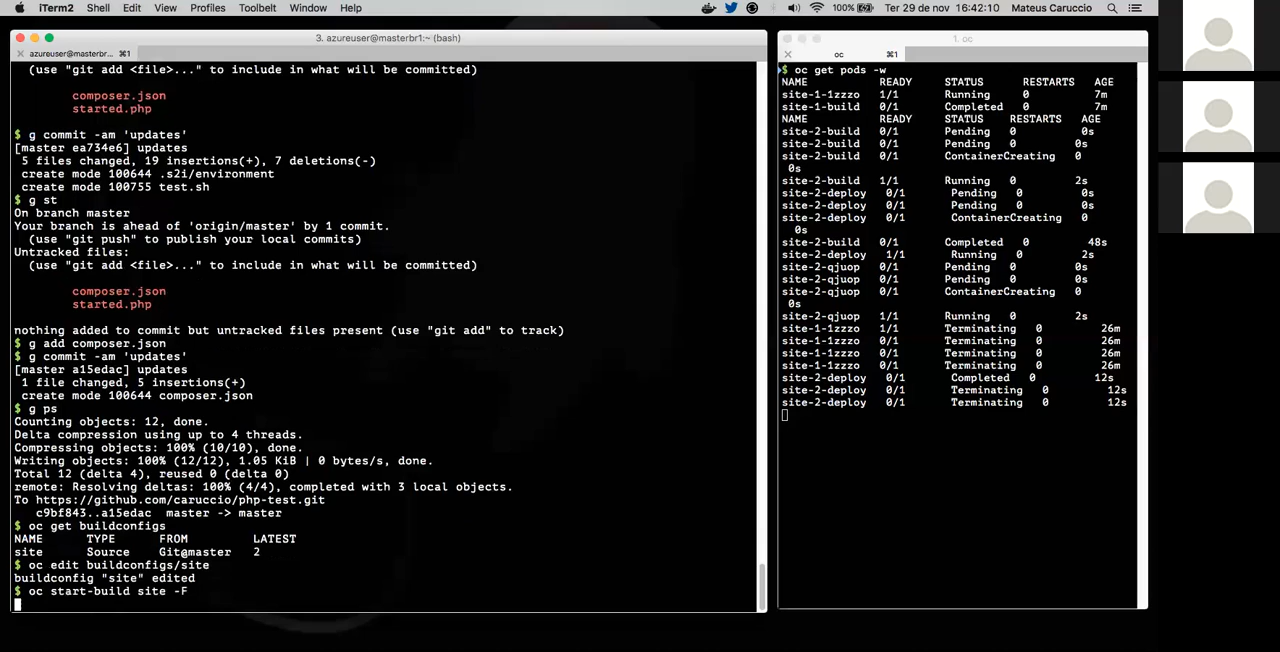 iTerm2 Shell Edit View Profiles Toolbelt Window Help 100% Ter 29 de nov 16:42:10 Mateus Caruccio
3. azureuser@masterbr1:~ (bash)
azureuser@masterbr... ⌘1
(use "git add <file>..." to include in what will be committed)
composer.json
started.php
$ g commit -am 'updates'
[master ea734e6] updates
5 files changed, 19 insertions(+), 7 deletions(-)
create mode 100644 .s2i/environment
create mode 100755 test.sh
$ g st
On branch master
Your branch is ahead of 'origin/master' by 1 commit.
(use "git push" to publish your local commits)
Untracked files:
(use "git add <file>..." to include in what will be committed)
composer.json
started.php
nothing added to commit but untracked files present (use "git add" to track)
$ g add composer.json
$ g commit -am 'updates'
[master a15edac] updates
1 file changed, 5 insertions(+)
create mode 100644 composer.json
$ g ps
Counting objects: 12, done.
Delta compression using up to 4 threads.
Compressing objects: 100% (10/10), done.
Writing objects: 100% (12/12), 1.05 KiB | 0 bytes/s, done.
Total 12 (delta 4), reused 0 (delta 0)
remote: Resolving deltas: 100% (4/4), completed with 3 local objects.
To https://github.com/caruccio/php-test.git
c9bf843..a15edac master -> master
$ oc get buildconfigs
NAME TYPE FROM LATEST
site Source Git@master 2
$ oc edit buildconfigs/site
buildconfig "site" edited
$ oc start-build site -F
1. oc
oc ⌘1
$ oc get pods -w
NAME READY STATUS RESTARTS AGE
site-1-1zzzo 1/1 Running 0 7m
site-1-build 0/1 Completed 0 7m
NAME READY STATUS RESTARTS AGE
site-2-build 0/1 Pending 0 0s
site-2-build 0/1 Pending 0 0s
site-2-build 0/1 ContainerCreating 0
0s
site-2-build 1/1 Running 0 2s
site-2-deploy 0/1 Pending 0 0s
site-2-deploy 0/1 Pending 0 0s
site-2-deploy 0/1 ContainerCreating 0
0s
site-2-build 0/1 Completed 0 48s
site-2-deploy 1/1 Running 0 2s
site-2-qjuop 0/1 Pending 0 0s
site-2-qjuop 0/1 Pending 0 0s
site-2-qjuop 0/1 ContainerCreating 0
0s
site-2-qjuop 1/1 Running 0 2s
site-1-1zzzo 1/1 Terminating 0 26m
site-1-1zzzo 0/1 Terminating 0 26m
site-1-1zzzo 0/1 Terminating 0 26m
site-1-1zzzo 0/1 Terminating 0 26m
site-2-deploy 0/1 Completed 0 12s
site-2-deploy 0/1 Terminating 0 12s
site-2-deploy 0/1 Terminating 0 12s